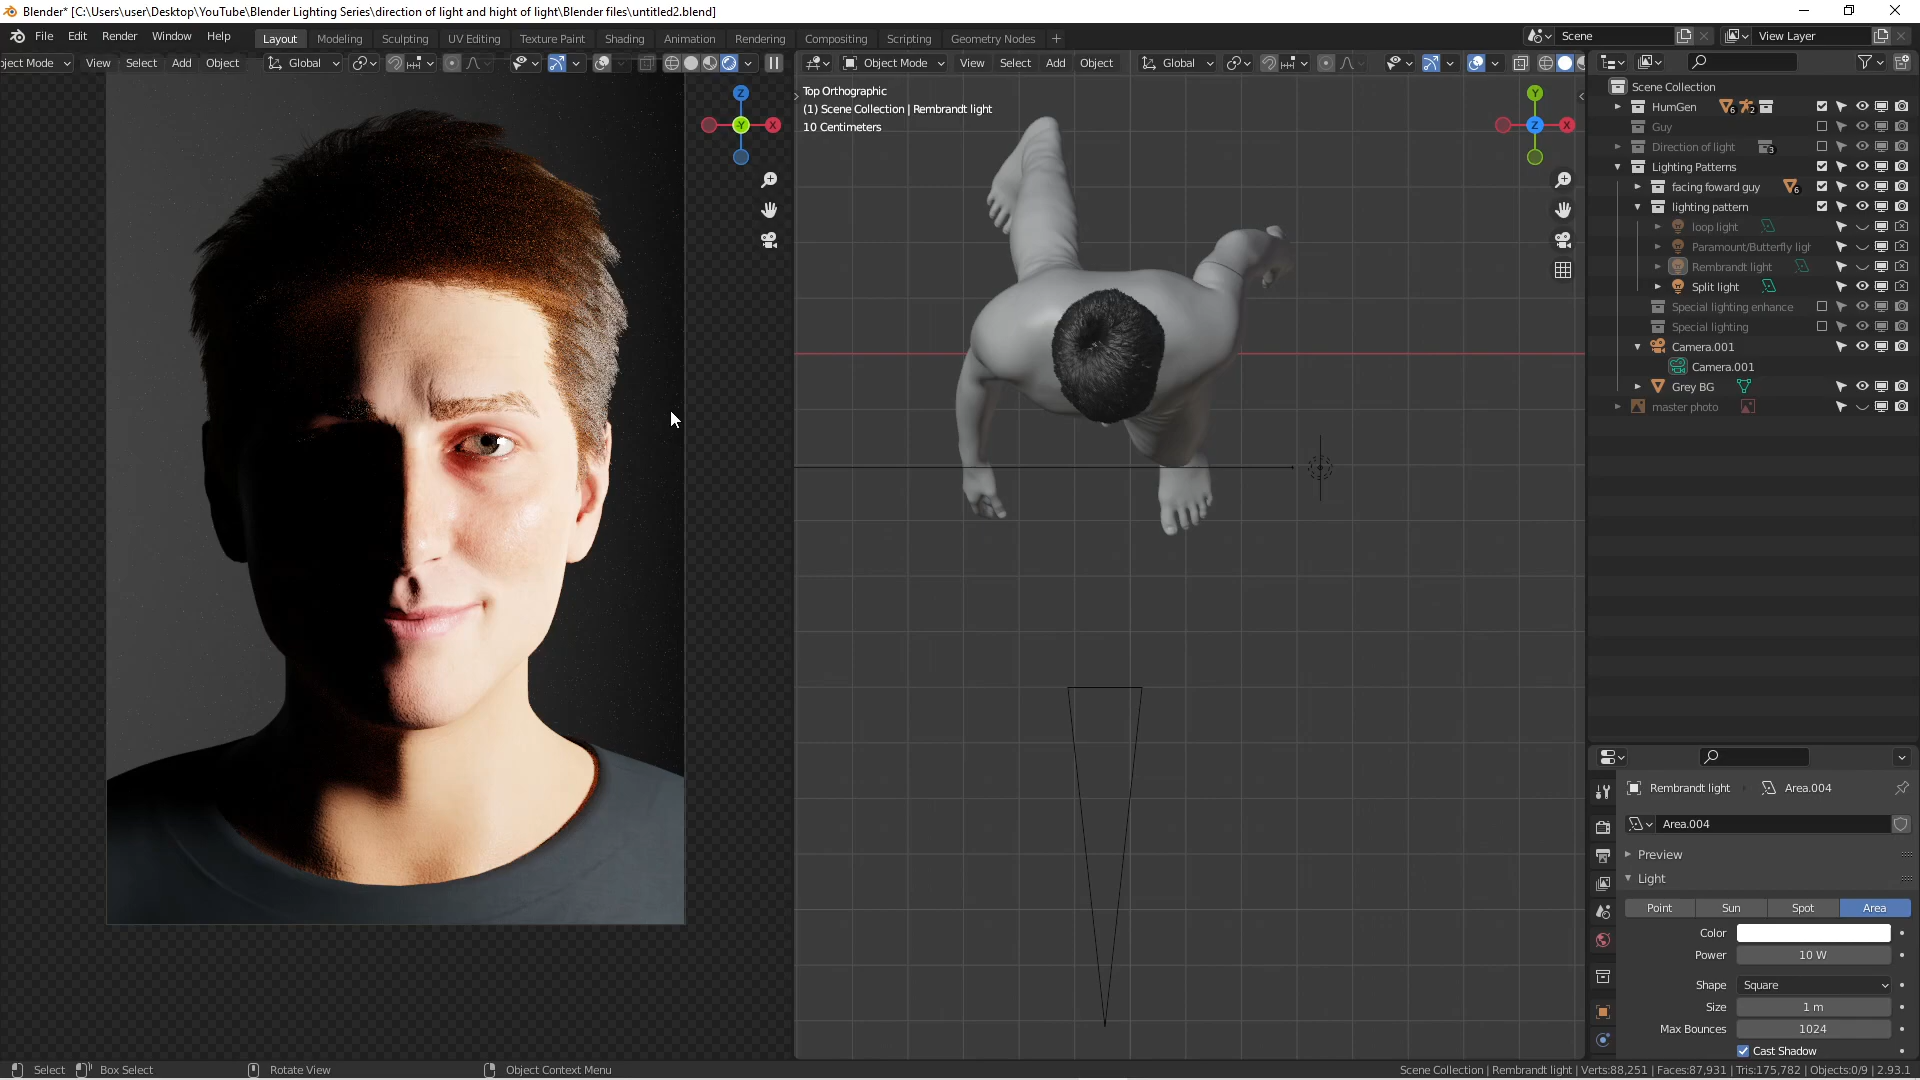 Blender* [C:\Users\user\Desktop\YouTube\Blender Lighting Series\direction of light and hight of light\Blender files\untitled2.blend]
File Edit Render Window Help Layout Modeling Sculpting UV Editing Texture Paint Shading Animation Rendering Compositing Scripting Geometry Nodes + Scene View Layer
ject Mode View Select Add Object Global Object Mode View Select Add Object Global
Top Orthographic
(1) Scene Collection | Rembrandt light
10 Centimeters
Z
Y
X
Y
Z
X
Scene Collection
HumGen 6 2
Guy
Direction of light 3
Lighting Patterns
facing foward guy 6
lighting pattern
loop light
Paramount/Butterfly ligh
Rembrandt light
Split light
Special lighting enhance
Special lighting
Camera.001
Camera.001
Grey BG
master photo
Rembrandt light Area.004
Area.004
Preview
Light
Point Sun Spot Area
Color
Power 10 W
Shape Square
Size 1 m
Max Bounces 1024
Cast Shadow
Select Box Select Rotate View Object Context Menu Scene Collection | Rembrandt light | Verts:88,251 | Faces:87,931 | Tris:175,782 | Objects:0/9 | 2.93.1